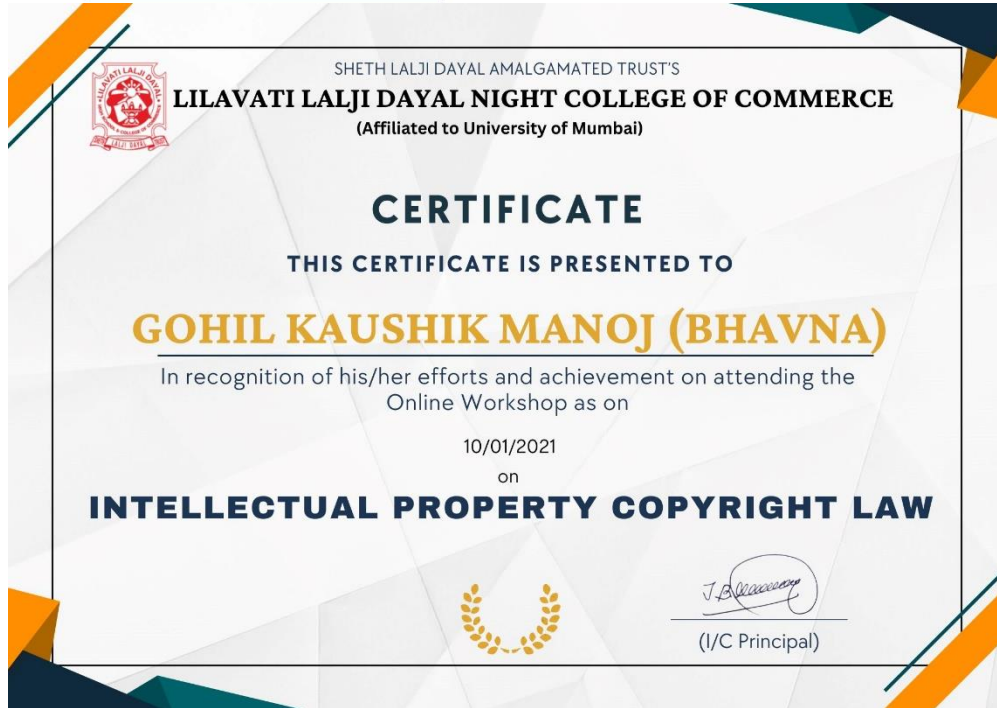 SHETH LALJI DAYAL AMALGAMATED TRUST'S
LILAVATI LALJI DAYAL NIGHT COLLEGE OF COMMERCE
(Affiliated to University of Mumbai)
CERTIFICATE
THIS CERTIFICATE IS PRESENTED TO
GOHIL KAUSHIK MANOJ (BHAVNA)
In recognition of his/her efforts and achievement on attending the
Online Workshop as on
10/01/2021
on
INTELLECTUAL PROPERTY COPYRIGHT LAW
(I/C Principal)